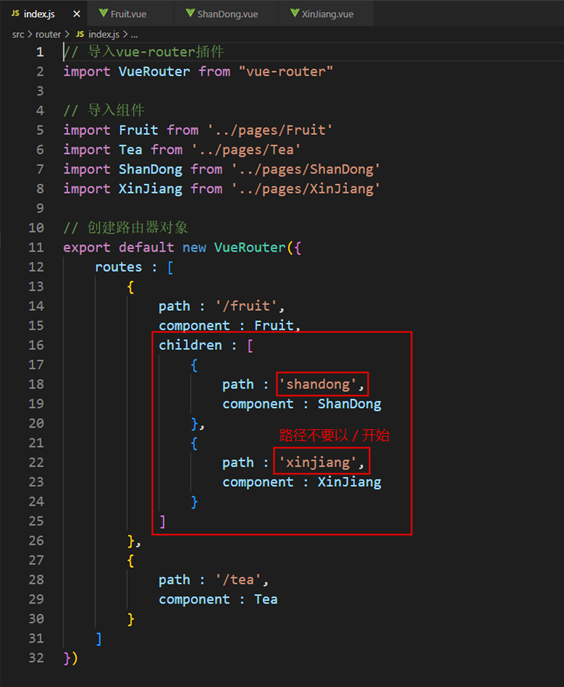 JS index.js × Fruit.vue ShanDong.vue XinJiang.vue
src > router > JS index.js > ...
1 // 导入vue-router插件
2 import VueRouter from "vue-router"
3
4 // 导入组件
5 import Fruit from '../pages/Fruit'
6 import Tea from '../pages/Tea'
7 import ShanDong from '../pages/ShanDong'
8 import XinJiang from '../pages/XinJiang'
9
10 // 创建路由器对象
11 export default new VueRouter({
12 routes : [
13 {
14 path : '/fruit',
15 component : Fruit,
16 children : [
17 {
18 path : 'shandong',
19 component : ShanDong
20 },
21 { 路径不要以 / 开始
22 path : 'xinjiang',
23 component : XinJiang
24 }
25 ]
26 },
27 {
28 path : '/tea',
29 component : Tea
30 }
31 ]
32 })